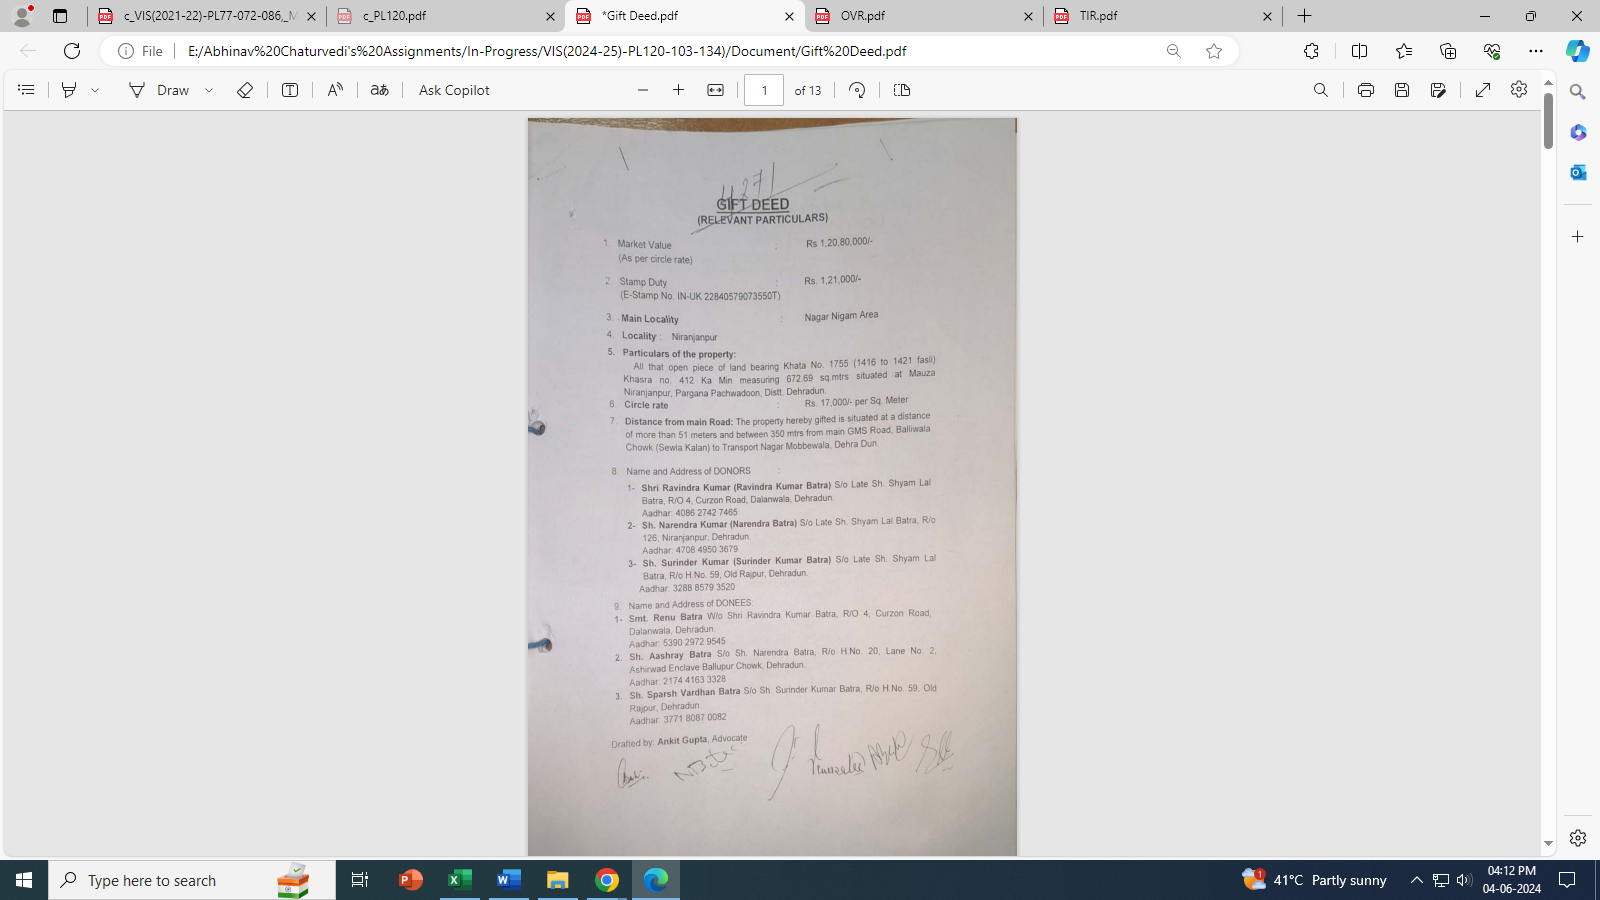 c_VIS(2021-22)-PL77-072-086,_M
c_PL120.pdf
*Gift Deed.pdf
OVR.pdf
TIR.pdf
File
E:/Abhinav%20Chaturvedi's%20Assignments/In-Progress/VIS(2024-25)-PL120-103-134)/Document/Gift%20Deed.pdf
Draw
Ask Copilot
1 of 13
4271
GIFT DEED
(RELEVANT PARTICULARS)
1. Market Value : Rs 1,20,80,000/-
(As per circle rate)
2. Stamp Duty : Rs. 1,21,000/-
(E-Stamp No. IN-UK 22840579073550T)
3. Main Locality : Nagar Nigam Area
4. Locality : Niranjanpur
5. Particulars of the property:
All that open piece of land bearing Khata No. 1755 (1416 to 1421 fasli)
Khasra no. 412 Ka Min measuring 672.69 sq.mtrs situated at Mauza
Niranjanpur, Pargana Pachwadoon, Distt. Dehradun.
6. Circle rate : Rs. 17,000/- per Sq. Meter
7. Distance from main Road: The property hereby gifted is situated at a distance
of more than 51 meters and between 350 mtrs from main GMS Road, Balliwala
Chowk (Sewla Kalan) to Transport Nagar Mobbewala, Dehra Dun.
8. Name and Address of DONORS :
1- Shri Ravindra Kumar (Ravindra Kumar Batra) S/o Late Sh. Shyam Lal
Batra, R/O 4, Curzon Road, Dalanwala, Dehradun.
Aadhar: 4086 2742 7465
2- Sh. Narendra Kumar (Narendra Batra) S/o Late Sh. Shyam Lal Batra, R/o
126, Niranjanpur, Dehradun.
Aadhar: 4708 4950 3679
3- Sh. Surinder Kumar (Surinder Kumar Batra) S/o Late Sh. Shyam Lal
Batra, R/o H.No. 59, Old Rajpur, Dehradun.
Aadhar: 3288 8579 3520
9. Name and Address of DONEES:
1- Smt. Renu Batra W/o Shri Ravindra Kumar Batra, R/O 4, Curzon Road,
Dalanwala, Dehradun.
Aadhar: 5390 2972 9545
2. Sh. Aashray Batra S/o Sh. Narendra Batra, R/o H.No. 20, Lane No. 2,
Ashirwad Enclave Ballupur Chowk, Dehradun.
Aadhar: 2174 4163 3328
3. Sh. Sparsh Vardhan Batra S/o Sh. Surinder Kumar Batra, R/o H.No. 59, Old
Rajpur, Dehradun.
Aadhar: 3771 8087 0082
Drafted by: Ankit Gupta, Advocate
Type here to search
41°C Partly sunny
04:12 PM
04-06-2024